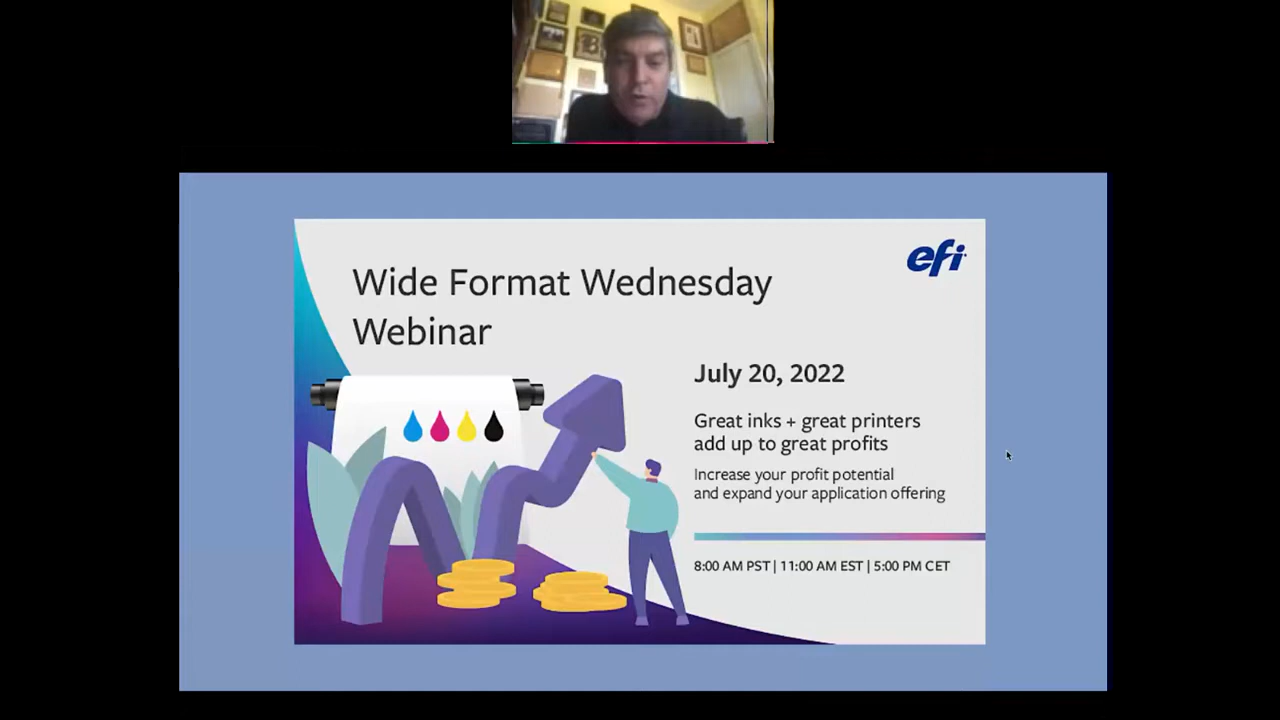 efi
Wide Format Wednesday
Webinar
July 20, 2022
Great inks + great printers
add up to great profits
Increase your profit potential
and expand your application offering
8:00 AM PST | 11:00 AM EST | 5:00 PM CET